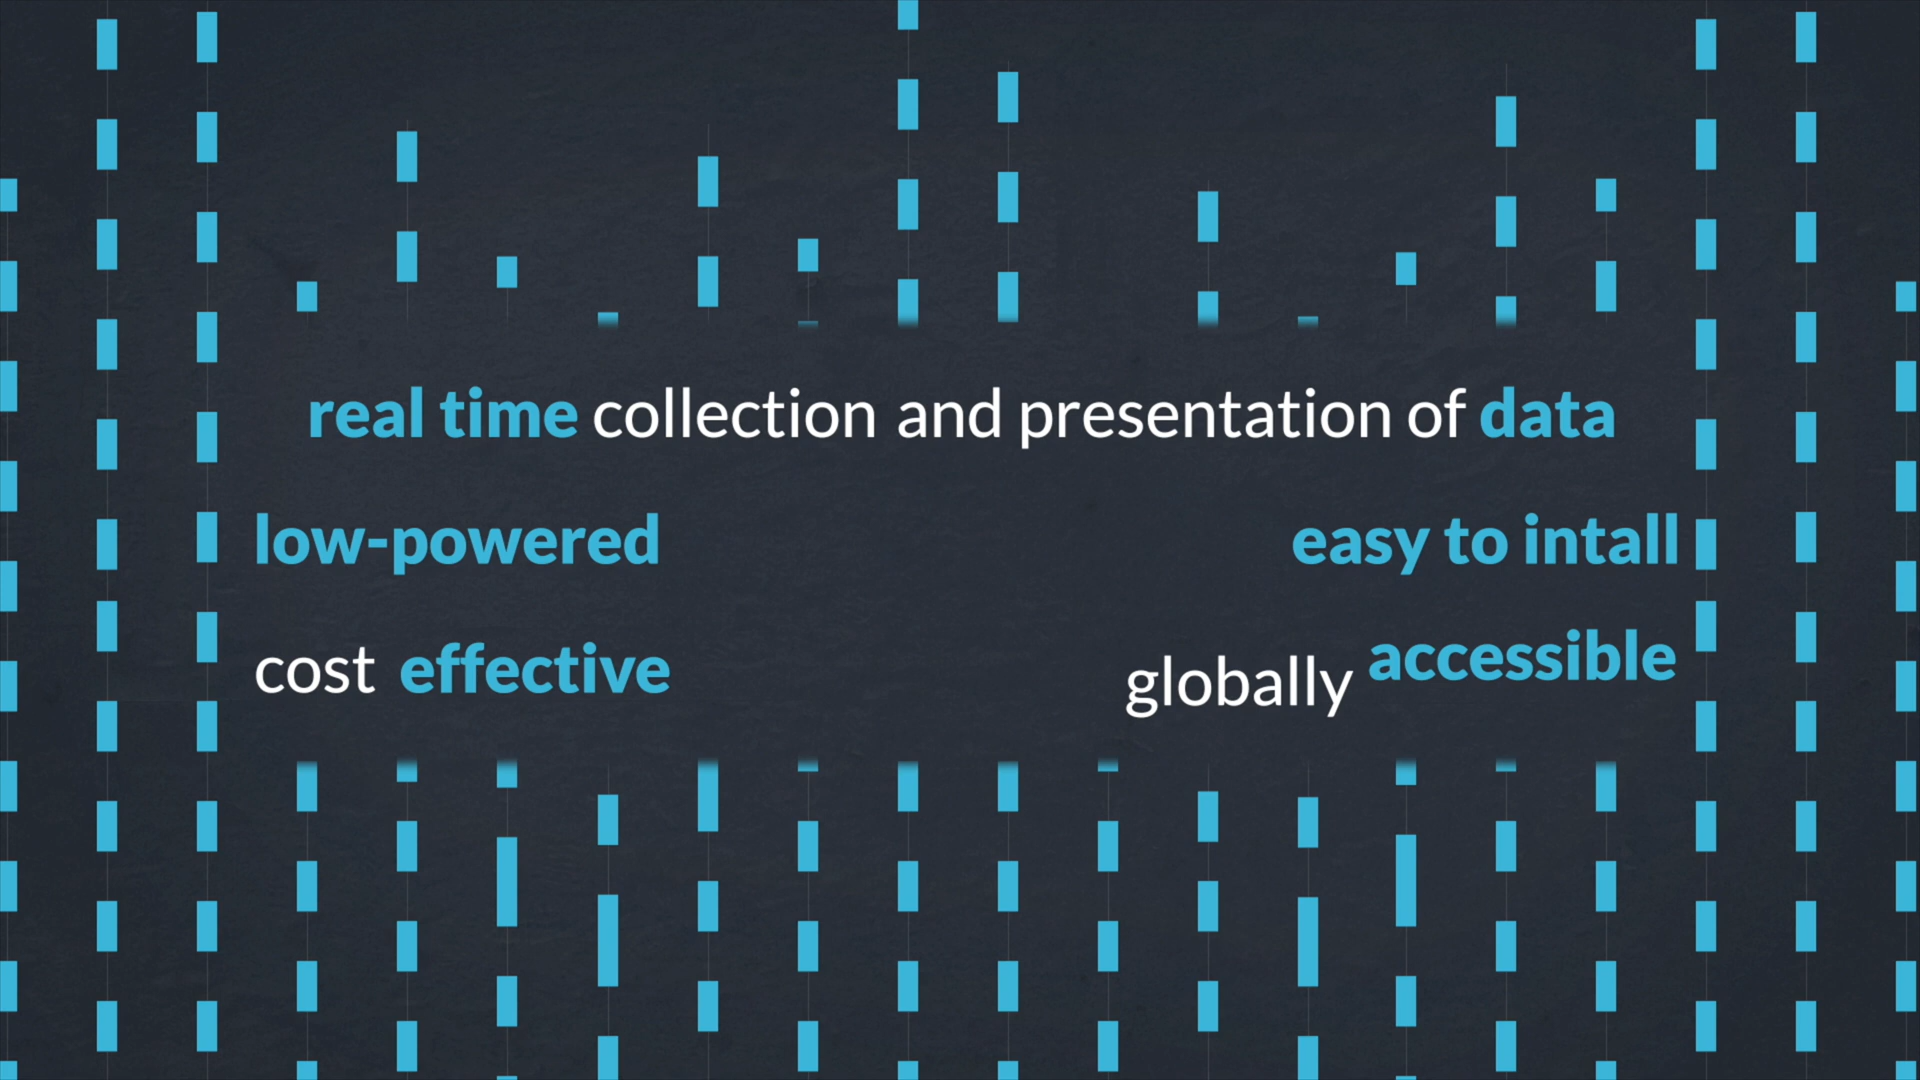 real time collection and presentation of data
low-powered
easy to intall
cost effective
globally accessible